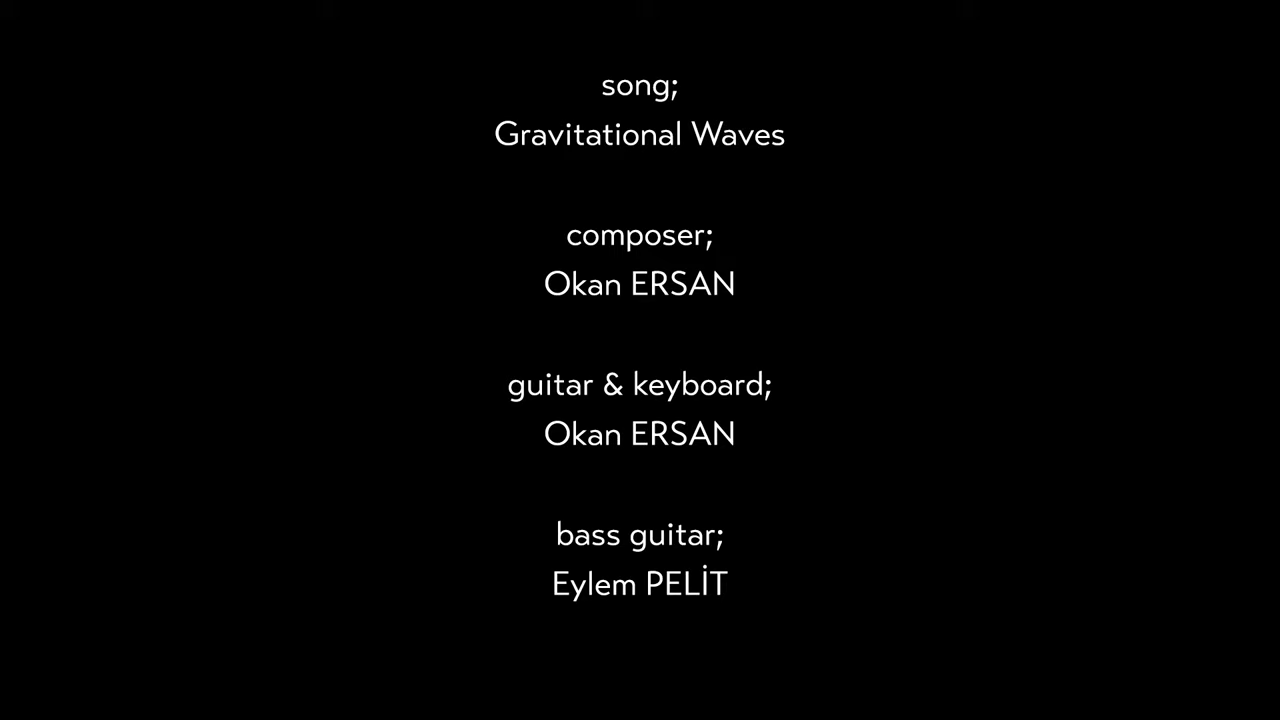 song;
Gravitational Waves
composer;
Okan ERSAN
guitar & keyboard;
Okan ERSAN
bass guitar;
Eylem PELİT